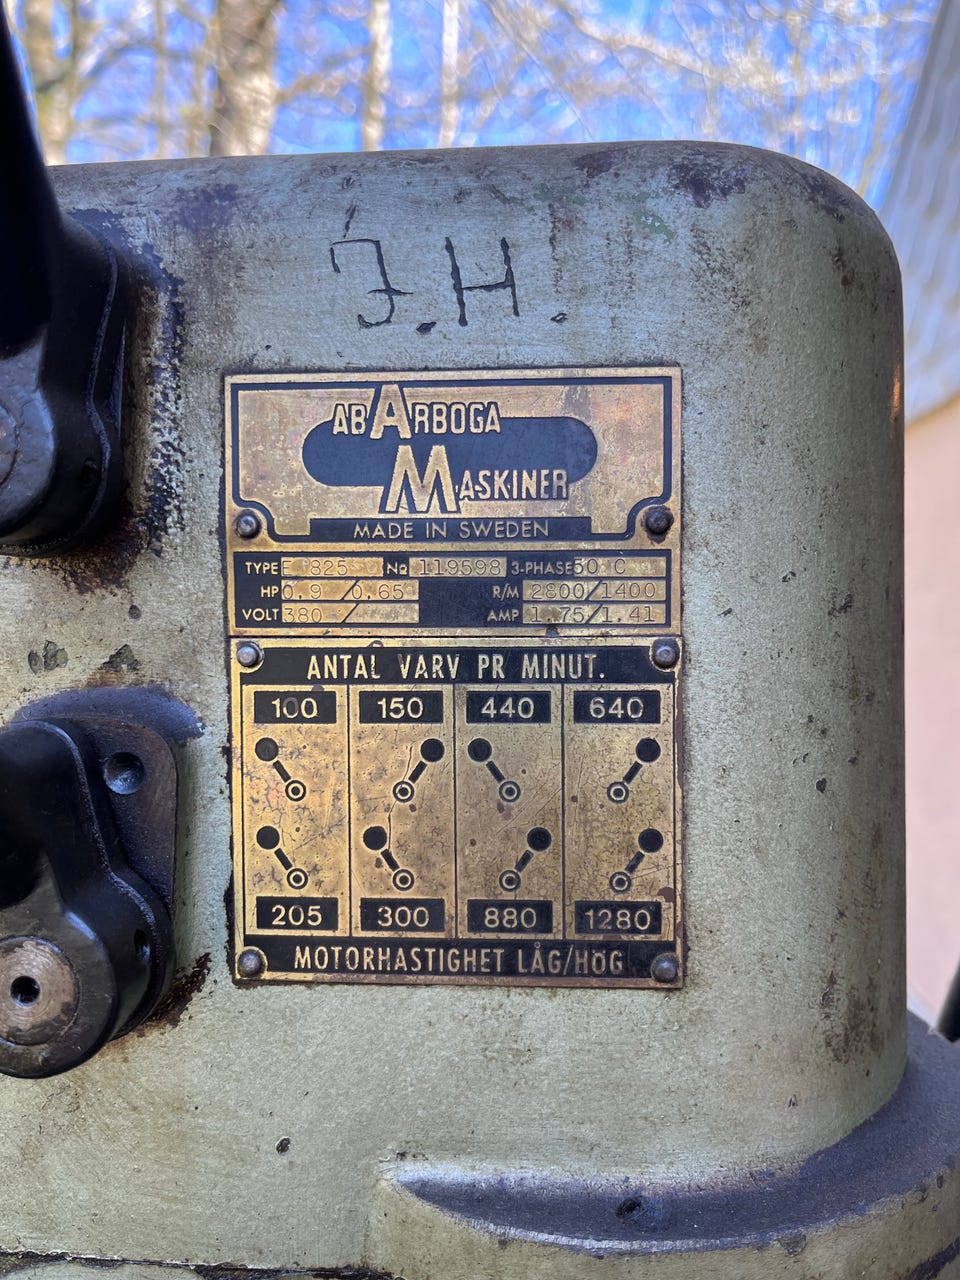 J.H.
AB ARBOGA
MASKINER
MADE IN SWEDEN
TYPE E 825 No 119598 3-PHASE 50 C
HP 0,9 / 0,65 R/M 2800/1400
VOLT 380 / AMP 1,75/1,41
ANTAL VARV PR MINUT.
100 150 440 640
205 300 880 1280
MOTORHASTIGHET LÅG/HÖG